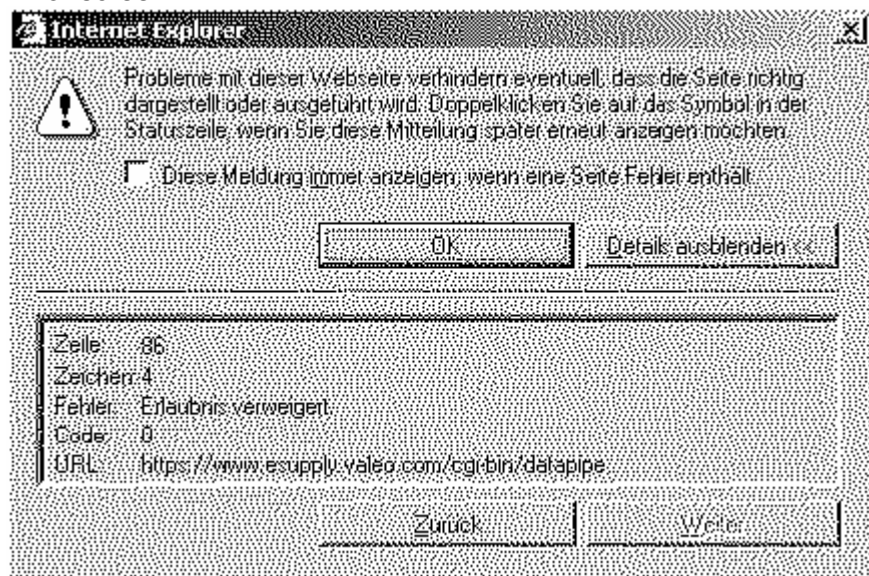 Internet Explorer
Probleme mit dieser Webseite verhindern eventuell, dass die Seite richtig
dargestellt oder ausgeführt wird. Doppelklicken Sie auf das Symbol in der
Statuszeile, wenn Sie diese Mitteilung später erneut anzeigen möchten.
Diese Meldung immer anzeigen, wenn eine Seite Fehler enthält.
OK
Details ausblenden <<
Zeile: 86
Zeichen: 4
Fehler: Erlaubnis verweigert
Code: 0
URL: https://www.esupply.valeo.com/cgi-bin/datapipe
Zurück
Weiter